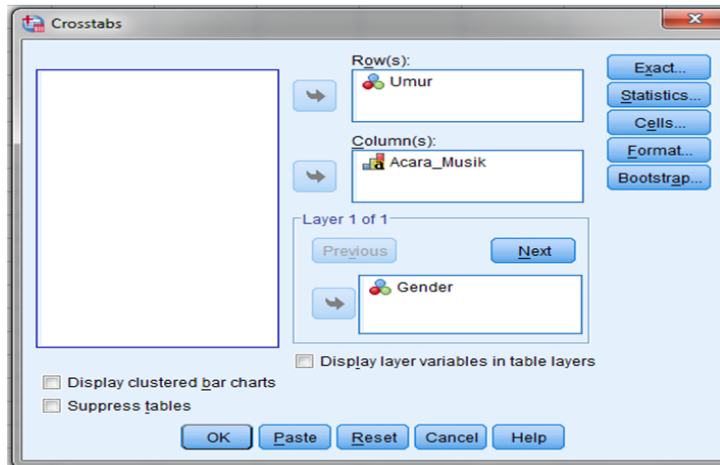 Crosstabs
Row(s):
Umur
Column(s):
Acara_Musik
Layer 1 of 1
Previous
Next
Gender
Display layer variables in table layers
Exact...
Statistics...
Cells...
Format...
Bootstrap...
Display clustered bar charts
Suppress tables
OK Paste Reset Cancel Help